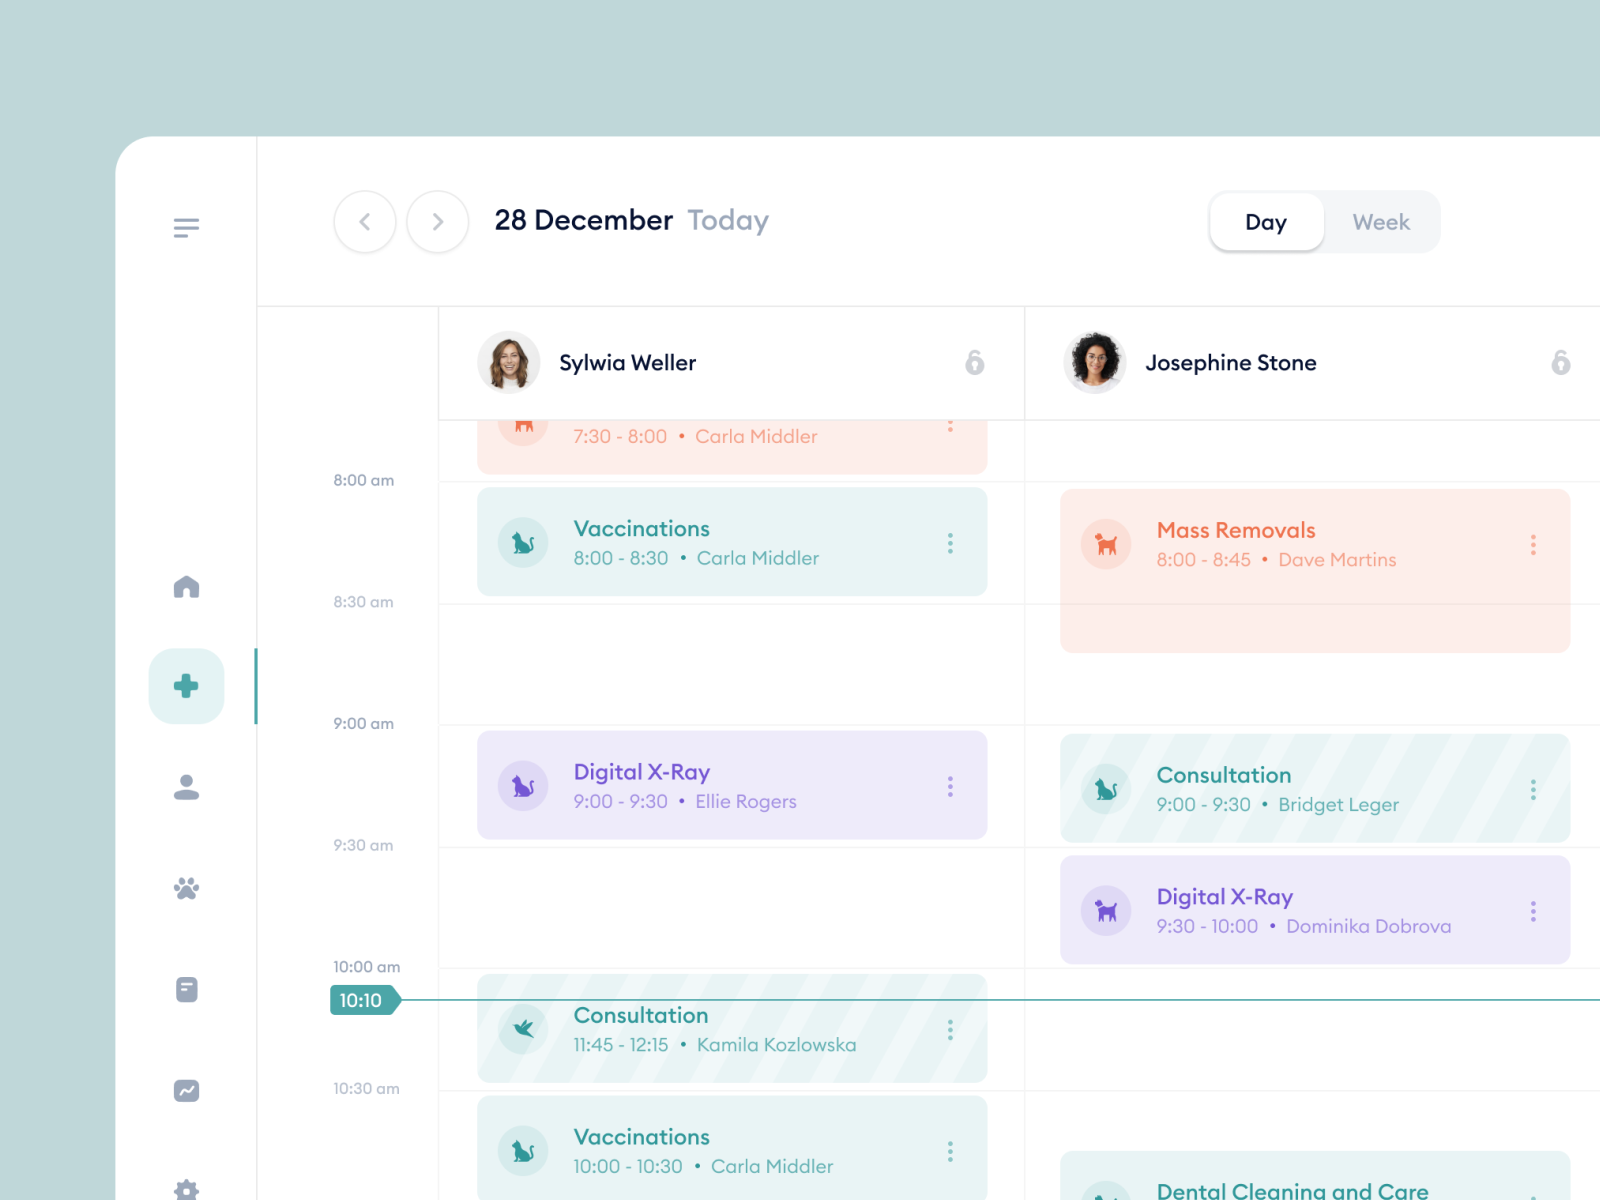 28 December Today
Day Week
Sylwia Weller
Josephine Stone
7:30 - 8:00 • Carla Middler
8:00 am
Vaccinations
8:00 - 8:30 • Carla Middler
Mass Removals
8:00 - 8:45 • Dave Martins
8:30 am
9:00 am
Digital X-Ray
9:00 - 9:30 • Ellie Rogers
Consultation
9:00 - 9:30 • Bridget Leger
9:30 am
Digital X-Ray
9:30 - 10:00 • Dominika Dobrova
10:00 am
10:10
Consultation
11:45 - 12:15 • Kamila Kozlowska
10:30 am
Vaccinations
10:00 - 10:30 • Carla Middler
Dental Cleaning and Care